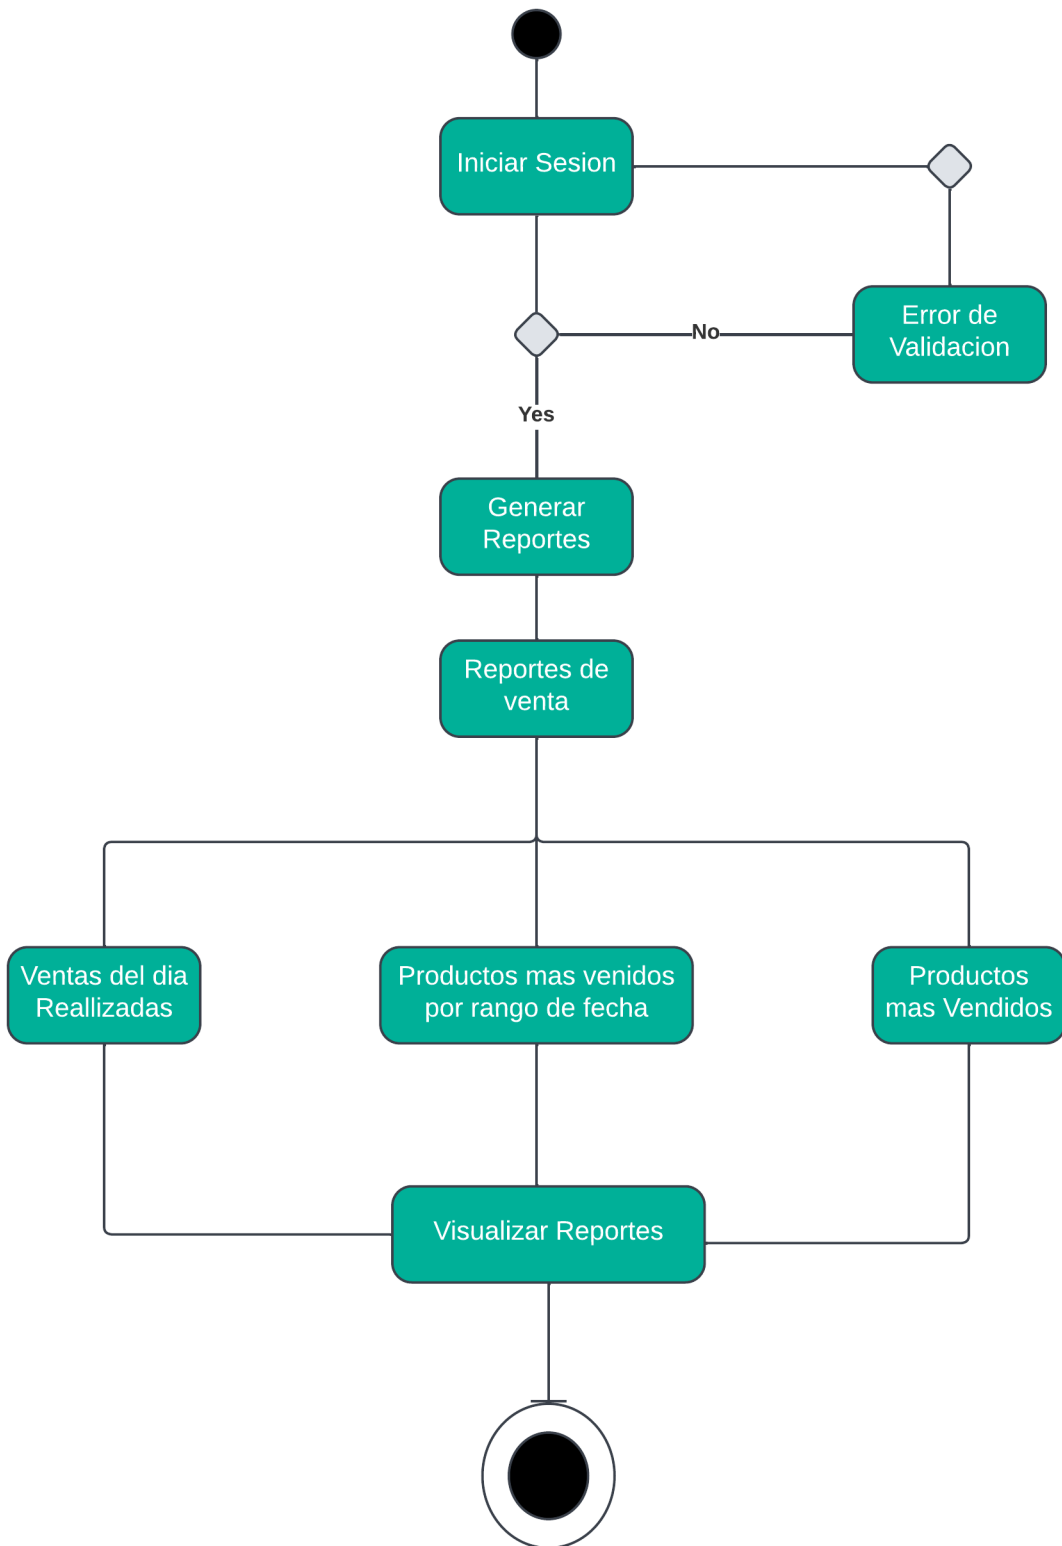 Iniciar Sesion
Error de
Validacion
No
Yes
Generar
Reportes
Reportes de
venta
Ventas del dia
Reallizadas
Productos mas venidos
por rango de fecha
Productos
mas Vendidos
Visualizar Reportes